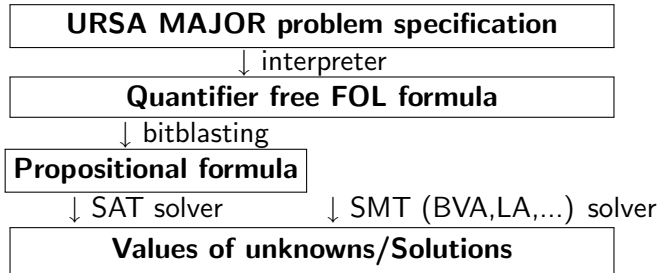 URSA MAJOR problem specification
↓ interpreter
Quantifier free FOL formula
↓ bitblasting
Propositional formula
↓ SAT solver ↓ SMT (BVA,LA,...) solver
Values of unknowns/Solutions